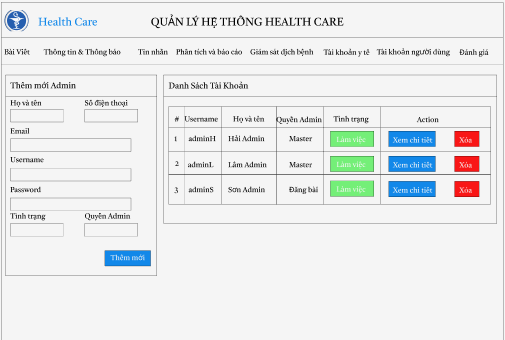 Health Care
QUẢN LÝ HỆ THỐNG HEALTH CARE
Bài Viết Thông tin & Thông báo Tin nhắn Phân tích và báo cáo Giám sát dịch bệnh Tài khoản y tế Tài khoản người dùng Đánh giá
Thêm mới Admin
Họ và tên Số điện thoại
Email
Username
Password
Tình trạng Quyền Admin
Thêm mới
Danh Sách Tài Khoản
# Username Họ và tên Quyền Admin Tình trạng Action
1 adminH Hải Admin Master Làm việc Xem chi tiết Xóa
2 adminL Lâm Admin Master Làm việc Xem chi tiết Xóa
3 adminS Sơn Admin Đăng bài Làm việc Xem chi tiết Xóa